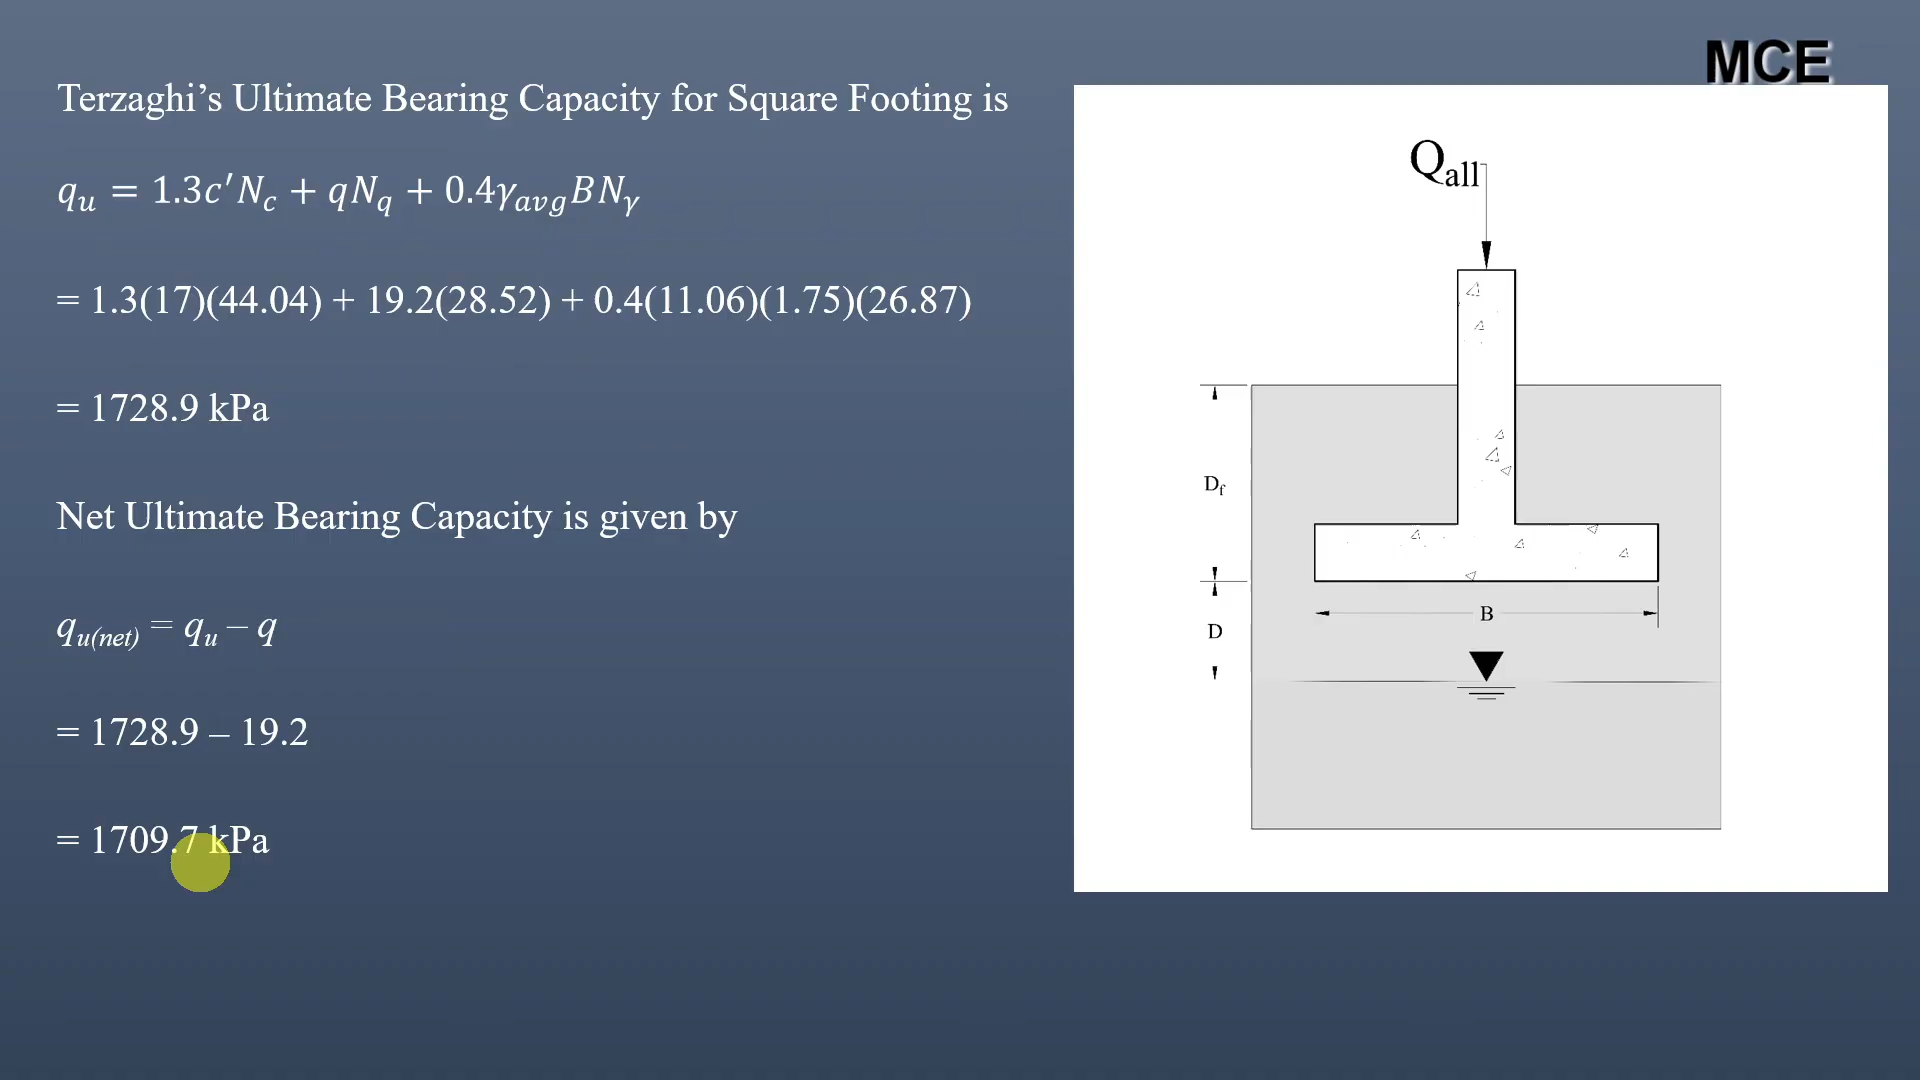 MCE
Terzaghi’s Ultimate Bearing Capacity for Square Footing is
q_u = 1.3c′N_c + qN_q + 0.4γ_avg BN_γ
= 1.3(17)(44.04) + 19.2(28.52) + 0.4(11.06)(1.75)(26.87)
= 1728.9 kPa
Net Ultimate Bearing Capacity is given by
q_u(net) = q_u – q
= 1728.9 – 19.2
= 1709.7 kPa
Q_all
D_f
B
D